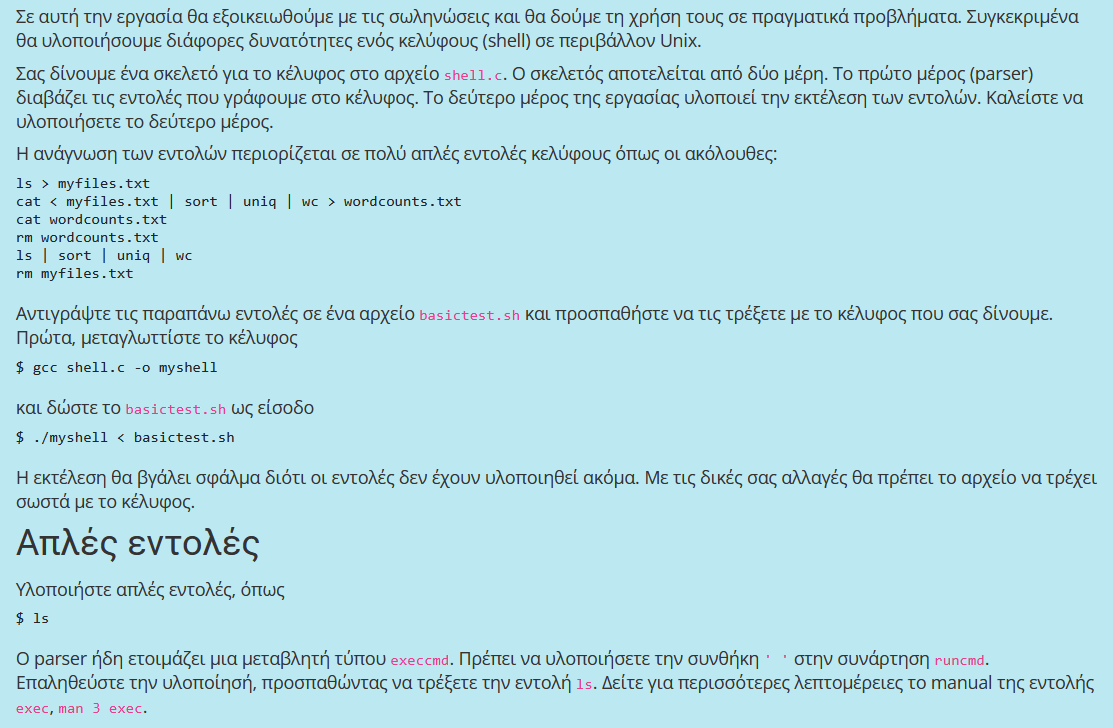 Σε αυτή την εργασία θα εξοικειωθούμε με τις σωληνώσεις και θα δούμε τη χρήση τους σε πραγματικά προβλήματα. Συγκεκριμένα
θα υλοποιήσουμε διάφορες δυνατότητες ενός κελύφους (shell) σε περιβάλλον Unix.
Σας δίνουμε ένα σκελετό για το κέλυφος στο αρχείο shell.c. Ο σκελετός αποτελείται από δύο μέρη. Το πρώτο μέρος (parser)
διαβάζει τις εντολές που γράφουμε στο κέλυφος. Το δεύτερο μέρος της εργασίας υλοποιεί την εκτέλεση των εντολών. Καλείστε να
υλοποιήσετε το δεύτερο μέρος.
Η ανάγνωση των εντολών περιορίζεται σε πολύ απλές εντολές κελύφους όπως οι ακόλουθες:
ls > myfiles.txt
cat < myfiles.txt | sort | uniq | wc > wordcounts.txt
cat wordcounts.txt
rm wordcounts.txt
ls | sort | uniq | wc
rm myfiles.txt
Αντιγράψτε τις παραπάνω εντολές σε ένα αρχείο basictest.sh και προσπαθήστε να τις τρέξετε με το κέλυφος που σας δίνουμε.
Πρώτα, μεταγλωττίστε το κέλυφος
$ gcc shell.c -o myshell
και δώστε το basictest.sh ως είσοδο
$ ./myshell < basictest.sh
Η εκτέλεση θα βγάλει σφάλμα διότι οι εντολές δεν έχουν υλοποιηθεί ακόμα. Με τις δικές σας αλλαγές θα πρέπει το αρχείο να τρέχει
σωστά με το κέλυφος.
Απλές εντολές
Υλοποιήστε απλές εντολές, όπως
$ ls
Ο parser ήδη ετοιμάζει μια μεταβλητή τύπου execcmd. Πρέπει να υλοποιήσετε την συνθήκη ' ' στην συνάρτηση runcmd.
Επαληθεύστε την υλοποίησή, προσπαθώντας να τρέξετε την εντολή ls. Δείτε για περισσότερες λεπτομέρειες το manual της εντολής
exec, man 3 exec.